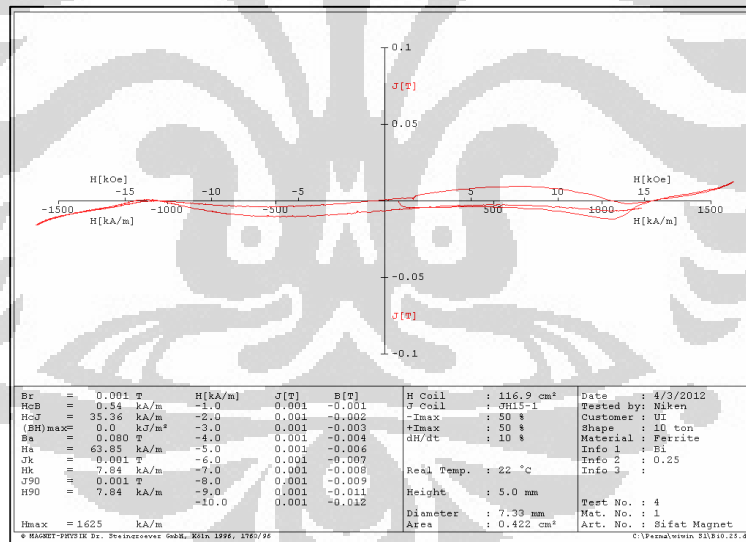 0.1
J[T]
0.05
H[kOe] H[kOe]
-15 -10 -5 5 10 15
-1500 -1000 -500 500 1000 1500
H[kA/m] H[kA/m]
-0.05
J[T]
-0.1
Br = 0.001 T H[kA/m] J[T] B[T] H Coil : 116.9 cm² Date : 4/3/2012
HcB = 0.54 kA/m -1.0 0.001 -0.001 J Coil : JH15-1 Tested by: Niken
HcJ = 35.36 kA/m -2.0 0.001 -0.002 -Imax : 50 % Customer : UI
(BH)max= 0.0 kJ/m³ -3.0 0.001 -0.003 +Imax : 50 % Shape : 10 ton
Ba = 0.080 T -4.0 0.001 -0.004 dH/dt : 10 % Material : Ferrite
Ha = 63.85 kA/m -5.0 0.001 -0.006 Info 1 : Bi
Jk = -0.001 T -6.0 0.001 -0.007 Info 2 : 0.25
Hk = 7.84 kA/m -7.0 0.001 -0.008 Real Temp. : 22 °C Info 3 :
J90 = 0.001 T -8.0 0.001 -0.009
H90 = 7.84 kA/m -9.0 0.001 -0.011 Height : 5.0 mm
-10.0 0.001 -0.012 Test No. : 4
Diameter : 7.33 mm Mat. No. : 1
Hmax = 1625 kA/m Area : 0.422 cm² Art. No. : Sifat Magnet
© MAGNET-PHYSIK Dr. Steingroever GmbH, Köln 1996, 1760/96